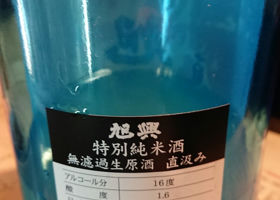 旭興
特別純米酒
無濾過生原酒 直汲み
アルコール分 16度
酸度 1.6